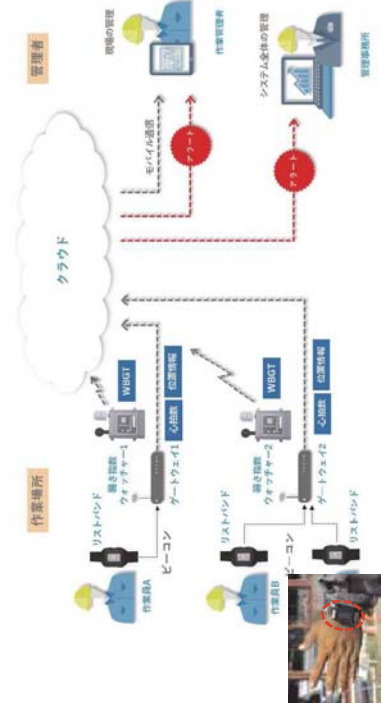 作業場所
管理者
クラウド
リストバンド
作業員A
ビーコン
暑さ指数
ウォッチャー1
ゲートウェイ1
WBGT
心拍数
位置情報
リストバンド
作業員B
ビーコン
リストバンド
暑さ指数
ウォッチャー2
ゲートウェイ2
WBGT
心拍数
位置情報
モバイル通信
アラート
アラート
現場の管理
作業管理者
システム全体の管理
管理事務所